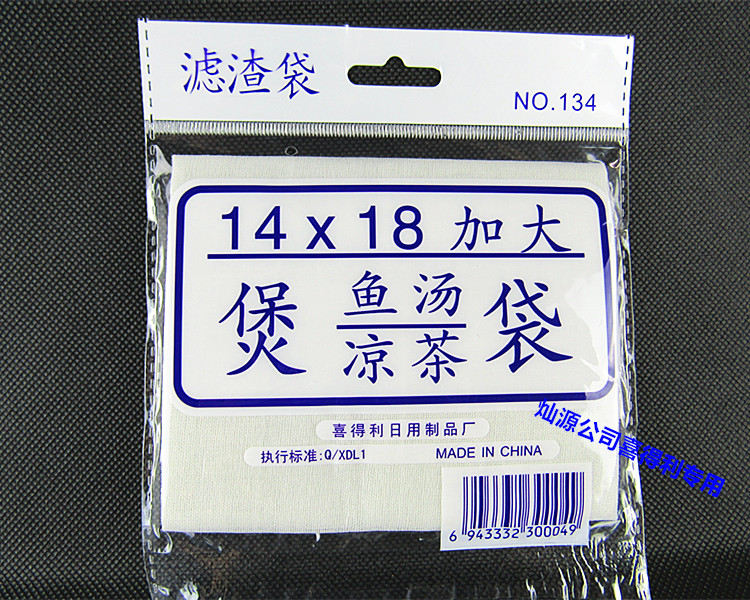 滤渣袋
NO.134
14 x 18 加大
煲 鱼汤 袋
凉茶
喜得利日用制品厂
执行标准:Q/XDL1 MADE IN CHINA
6 943332 300049
灿源公司喜得利专用